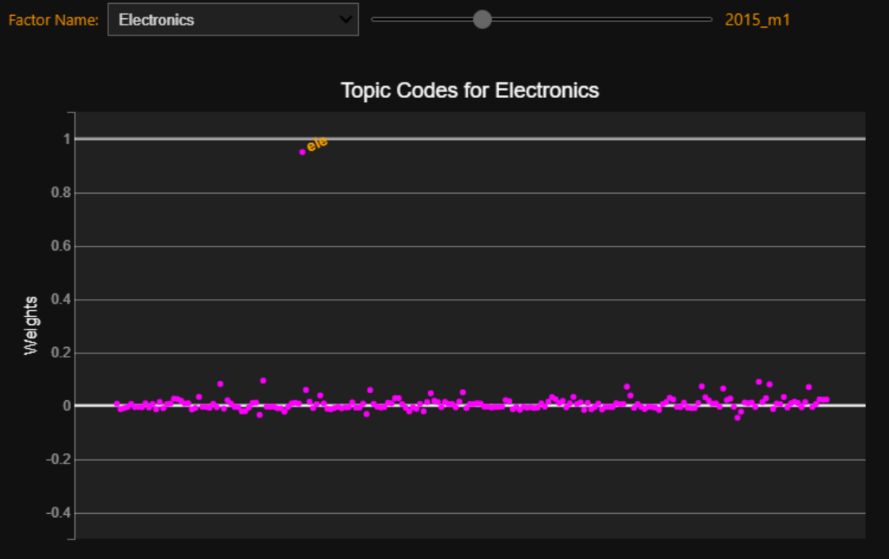 Factor Name: Electronics 2015_m1
Topic Codes for Electronics
1
ele
0.8
0.6
0.4
Weights
0.2
0
-0.2
-0.4